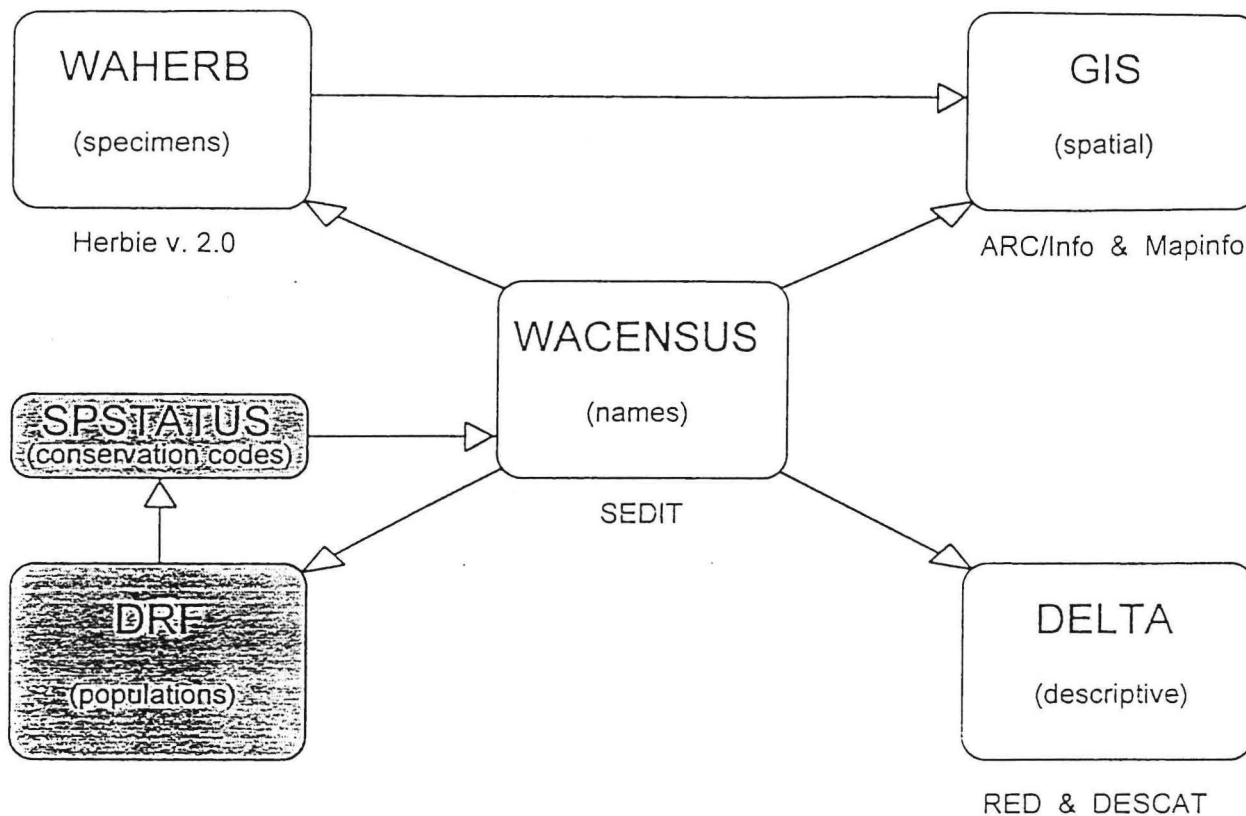 WAHERB
(specimens)
Herbie v. 2.0
GIS
(spatial)
ARC/Info & Mapinfo
WACENSUS
(names)
SEDIT
SPSTATUS
(conservation codes)
DRF
(populations)
DELTA
(descriptive)
RED & DESCAT